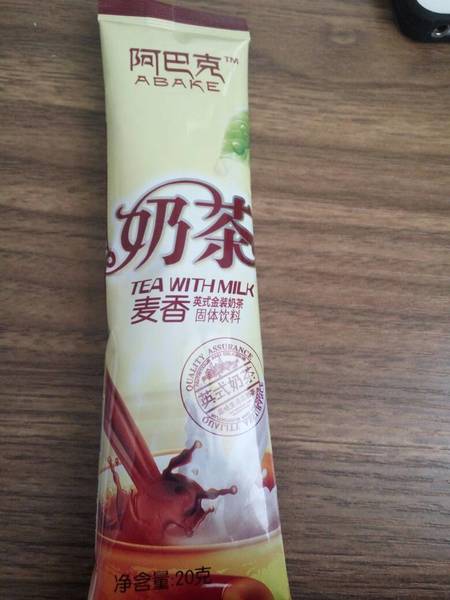 阿巴克™
ABAKE
奶茶
TEA WITH MILK
麦香
英式金装奶茶
固体饮料
QUALITY ASSURANCE
英式奶茶
净含量:20克